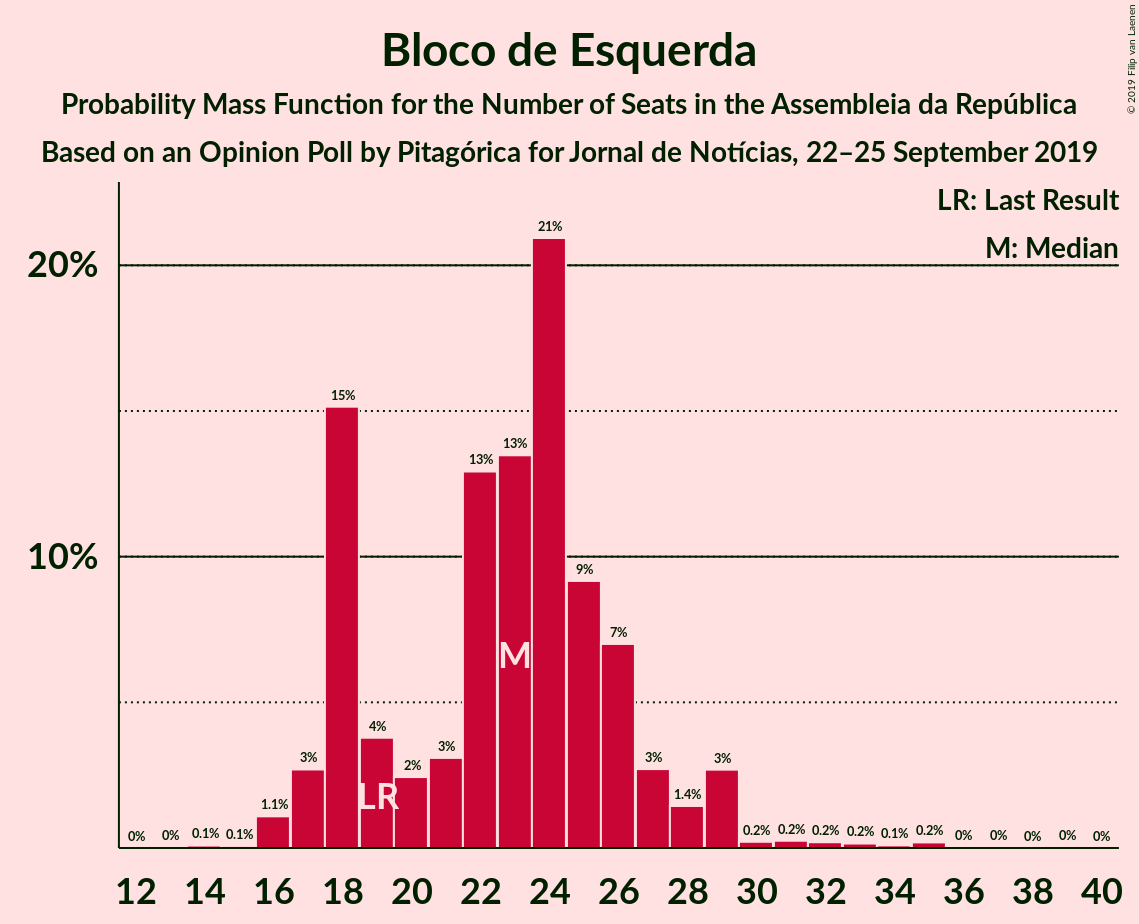 © 2019 Filip van Laenen
Bloco de Esquerda
Probability Mass Function for the Number of Seats in the Assembleia da República
Based on an Opinion Poll by Pitagórica for Jornal de Notícias, 22–25 September 2019
LR: Last Result
M: Median
20%
10%
0% 0% 0.1% 0.1% 1.1% 3% 15% 4% 2% 3% 13% 13% 21% 9% 7% 3% 1.4% 3% 0.2% 0.2% 0.2% 0.2% 0.1% 0.2% 0% 0% 0% 0% 0%
LR
M
12 14 16 18 20 22 24 26 28 30 32 34 36 38 40